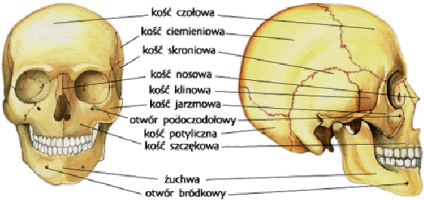 kość czołowa
kość ciemieniowa
kość skroniowa
kość nosowa
kość klinowa
kość jarzmowa
otwór podoczodołowy
kość potyliczna
kość szczękowa
żuchwa
otwór bródkowy